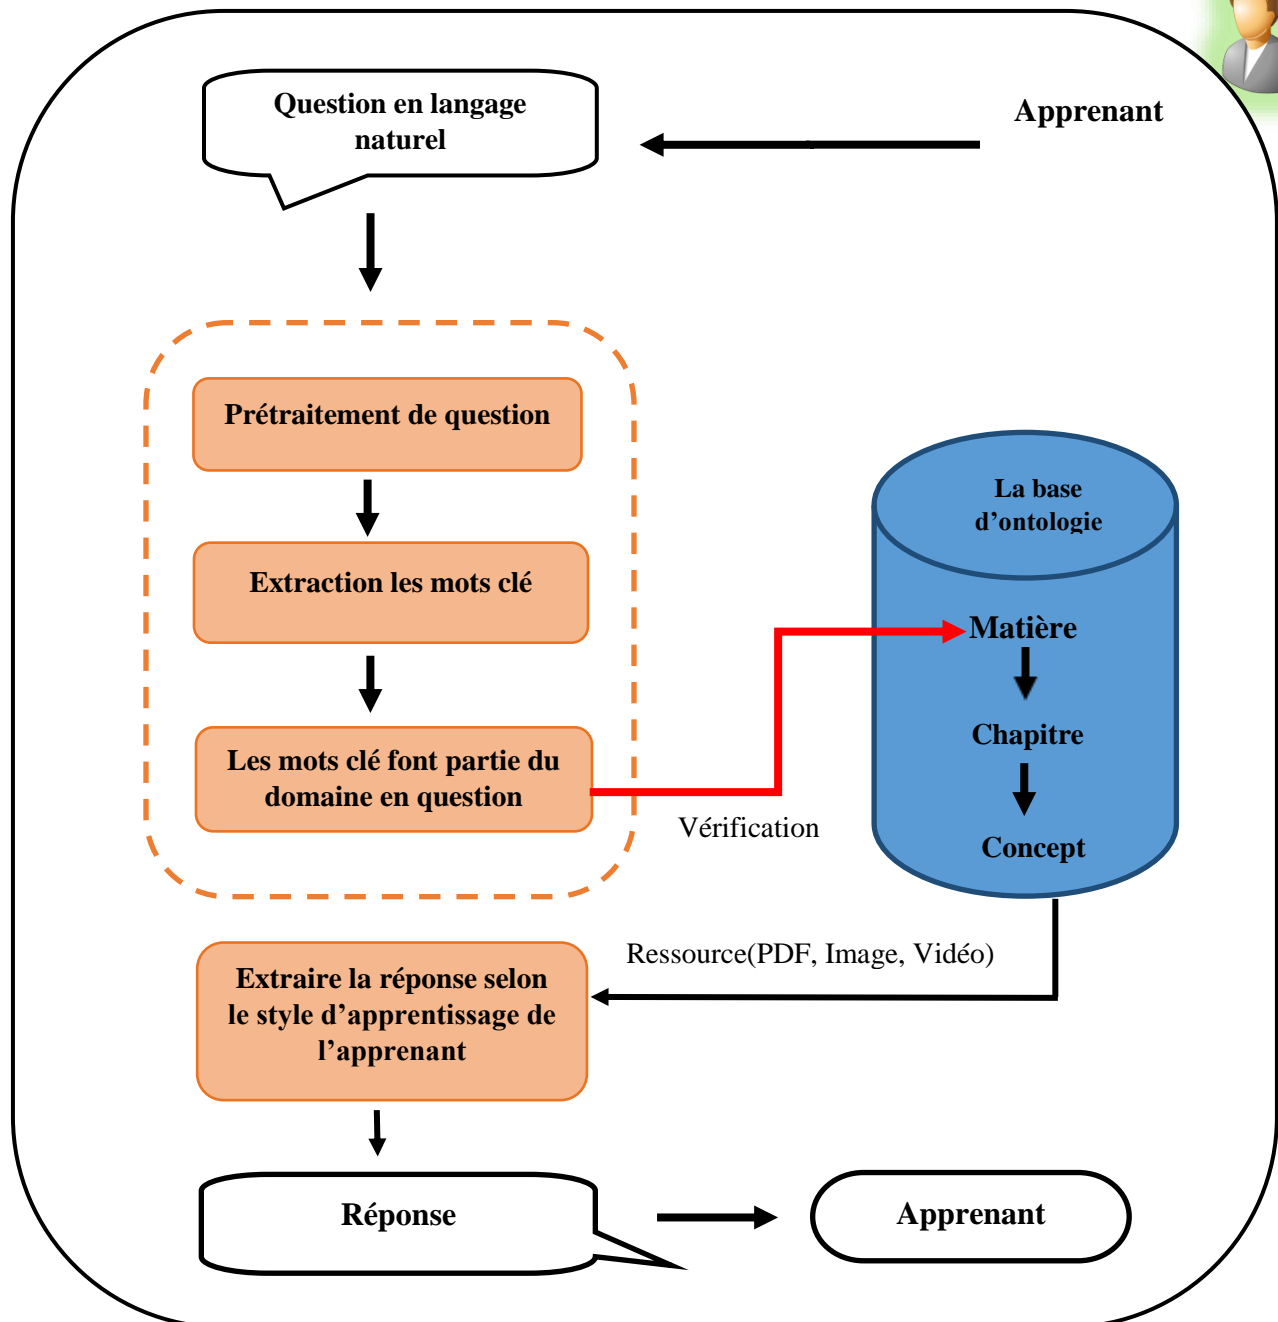 Question en langage
naturel
Apprenant
Prétraitement de question
Extraction les mots clé
Les mots clé font partie du
domaine en question
Vérification
La base
d’ontologie
Matière
Chapitre
Concept
Ressource(PDF, Image, Vidéo)
Extraire la réponse selon
le style d’apprentissage de
l’apprenant
Réponse
Apprenant